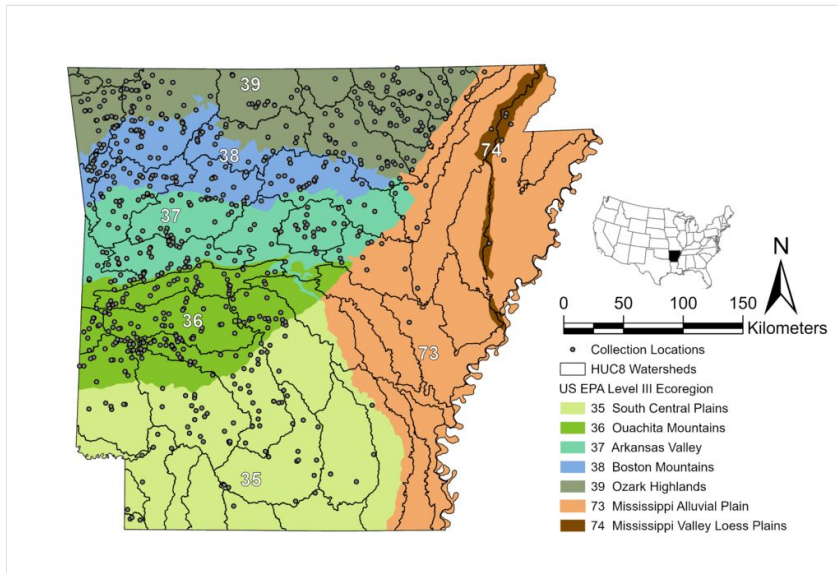 39
38
74
37
N
0 50 100 150
Kilometers
36
73
Collection Locations
HUC8 Watersheds
US EPA Level III Ecoregion
35 South Central Plains
36 Ouachita Mountains
37 Arkansas Valley
38 Boston Mountains
39 Ozark Highlands
73 Mississippi Alluvial Plain
74 Mississippi Valley Loess Plains
35